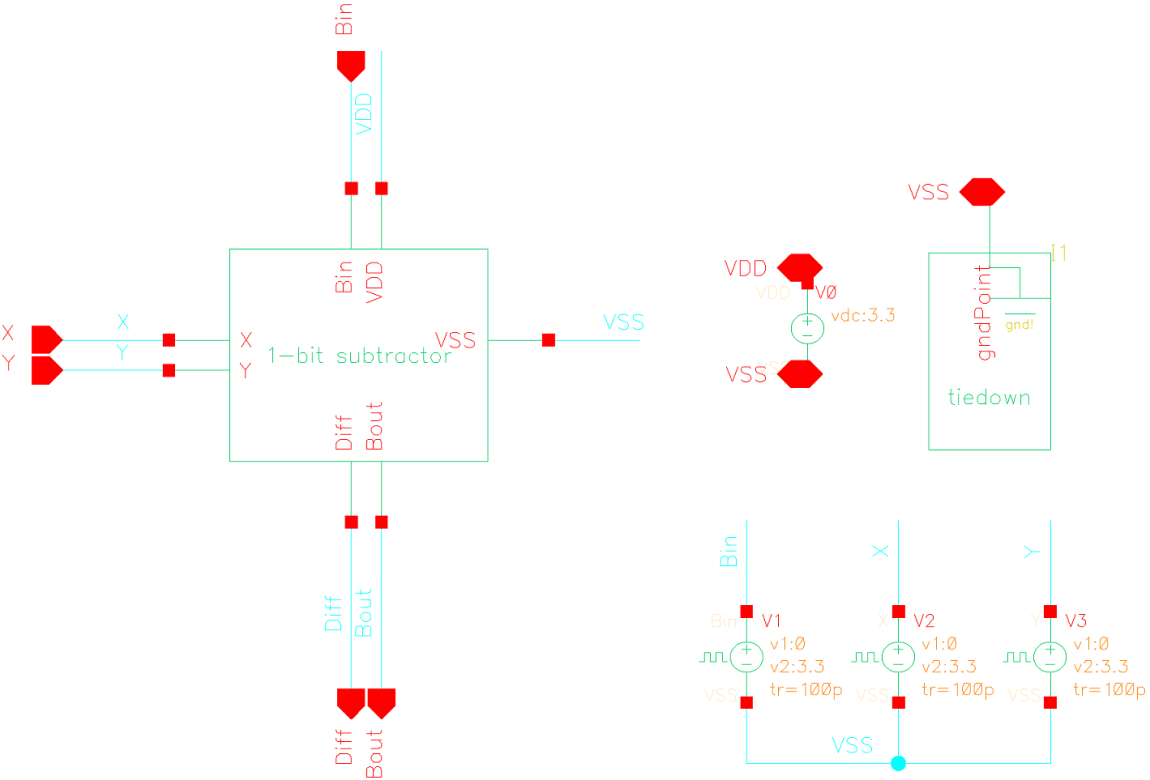 Bin
VDD
X
X
Y
Y
Bin
VDD
X
Y
VSS
1-bit subtractor
VSS
Diff
Bout
Diff
Bout
Diff
Bout
VSS
VDD
VDD
V0
vdc:3.3
VSS
VSS
I1
gndPoint
gnd!
tiedown
Bin
X
Y
Bin
V1
v1:0
v2:3.3
tr=100p
VSS
X
V2
v1:0
v2:3.3
tr=100p
VSS
Y
V3
v1:0
v2:3.3
tr=100p
VSS
VSS